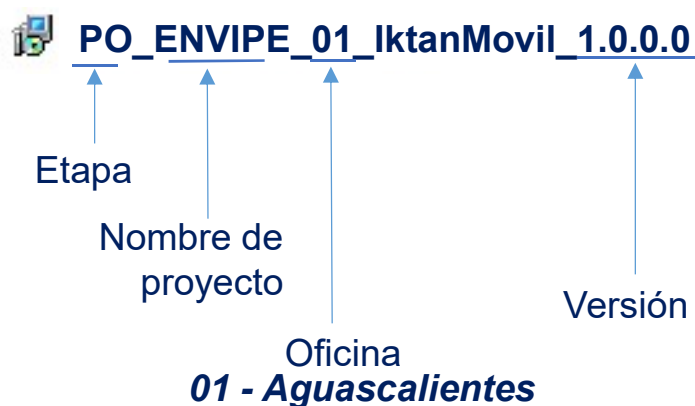 PO_ENVIPE_01_IktanMovil_1.0.0.0
Etapa
Nombre de
proyecto
Versión
Oficina
01 - Aguascalientes